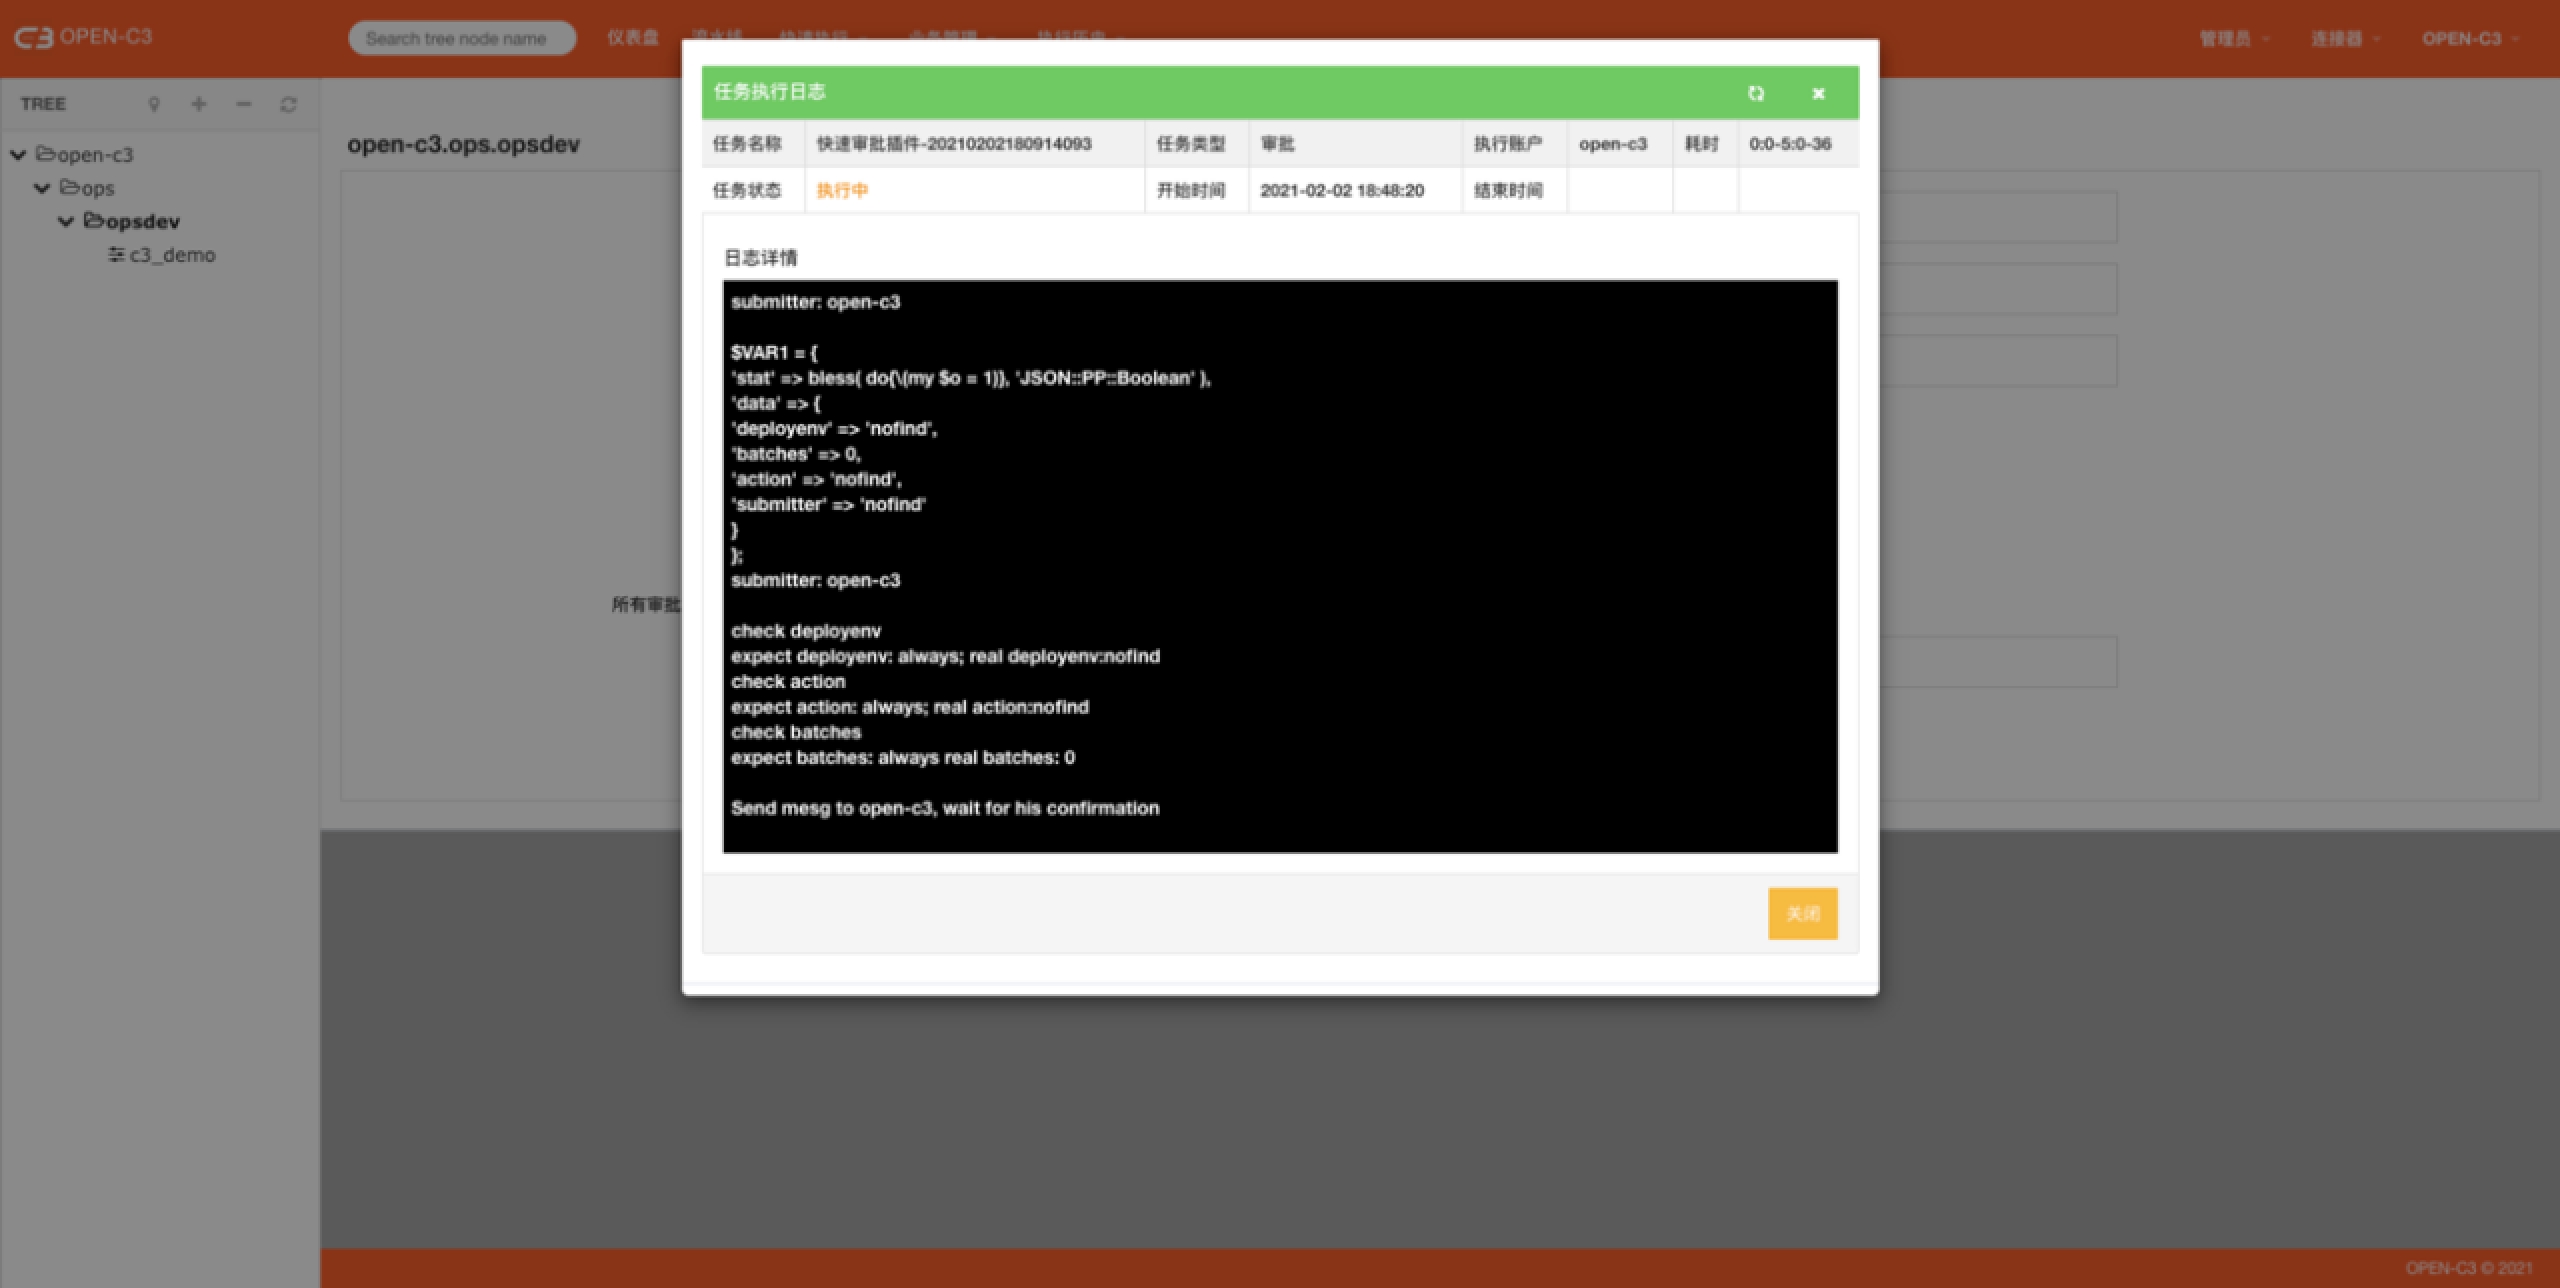 C3 OPEN-C3
Search tree node name
仪表盘
管理员
连接器
OPEN-C3
TREE
open-c3
ops
opsdev
c3_demo
open-c3.ops.opsdev
所有审批
任务执行日志
任务名称 快速审批插件-20210202180914093 任务类型 审批 执行账户 open-c3 耗时 0:0-5:0-36
任务状态 执行中 开始时间 2021-02-02 18:48:20 结束时间
日志详情
submitter: open-c3
$VAR1 = {
'stat' => bless( do{\(my $o = 1)}, 'JSON::PP::Boolean' ),
'data' => {
'deployenv' => 'nofind',
'batches' => 0,
'action' => 'nofind',
'submitter' => 'nofind'
}
};
submitter: open-c3
check deployenv
expect deployenv: always; real deployenv:nofind
check action
expect action: always; real action:nofind
check batches
expect batches: always real batches: 0
Send mesg to open-c3, wait for his confirmation
关闭
OPEN-C3 © 2021